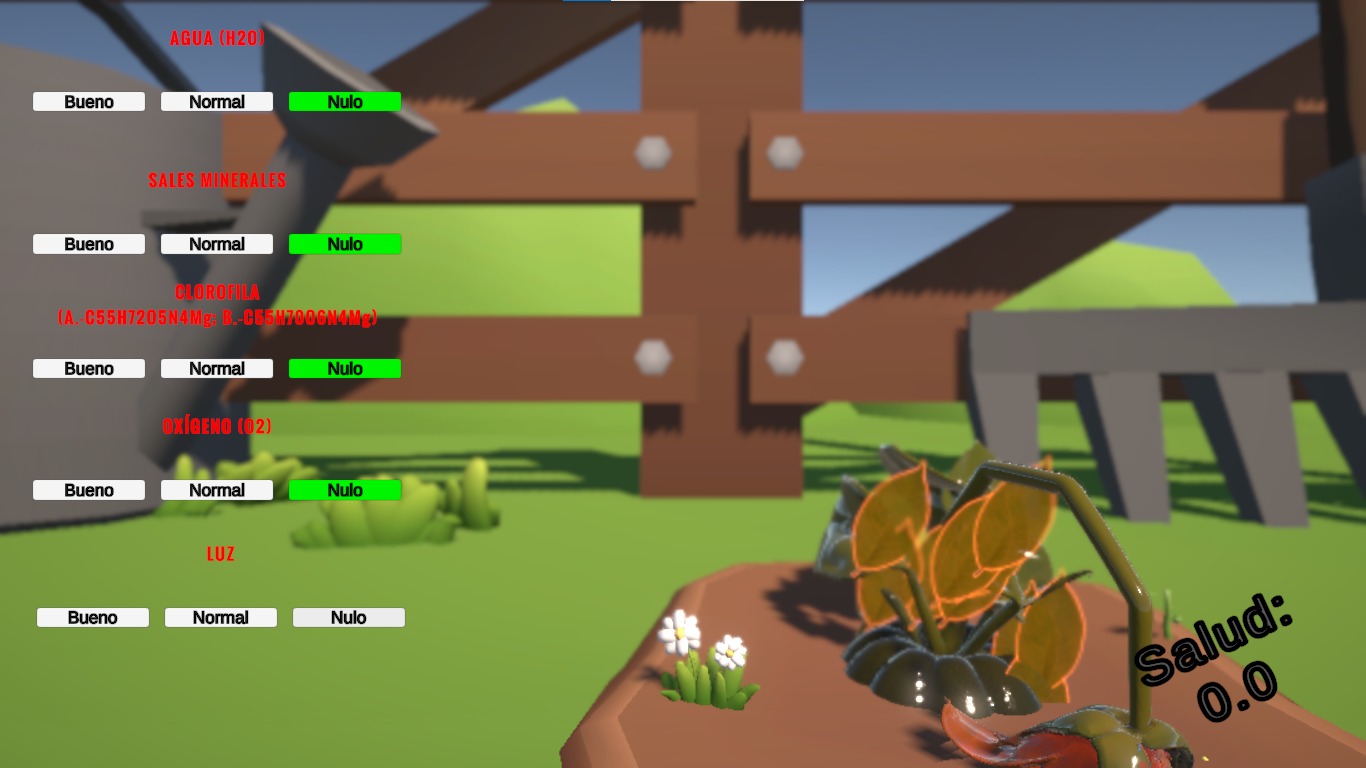 AGUA (H2O)
Bueno Normal Nulo
SALES MINERALES
Bueno Normal Nulo
CLOROFILA
(A.-C55H72O5N4Mg; B.-C55H70O6N4Mg)
Bueno Normal Nulo
OXÍGENO (O2)
Bueno Normal Nulo
LUZ
Bueno Normal Nulo
Salud:
0.0